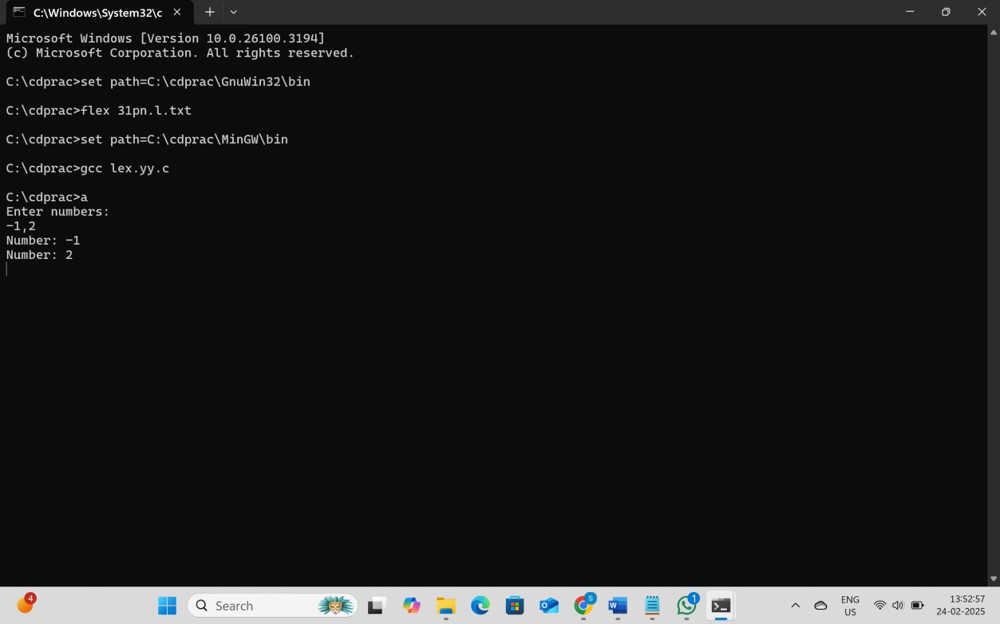 C:\Windows\System32\c
Microsoft Windows [Version 10.0.26100.3194]
(c) Microsoft Corporation. All rights reserved.
C:\cdprac>set path=C:\cdprac\GnuWin32\bin
C:\cdprac>flex 31pn.l.txt
C:\cdprac>set path=C:\cdprac\MinGW\bin
C:\cdprac>gcc lex.yy.c
C:\cdprac>a
Enter numbers:
-1,2
Number: -1
Number: 2
4
Search
S
1
ENG
US
13:52:57
24-02-2025